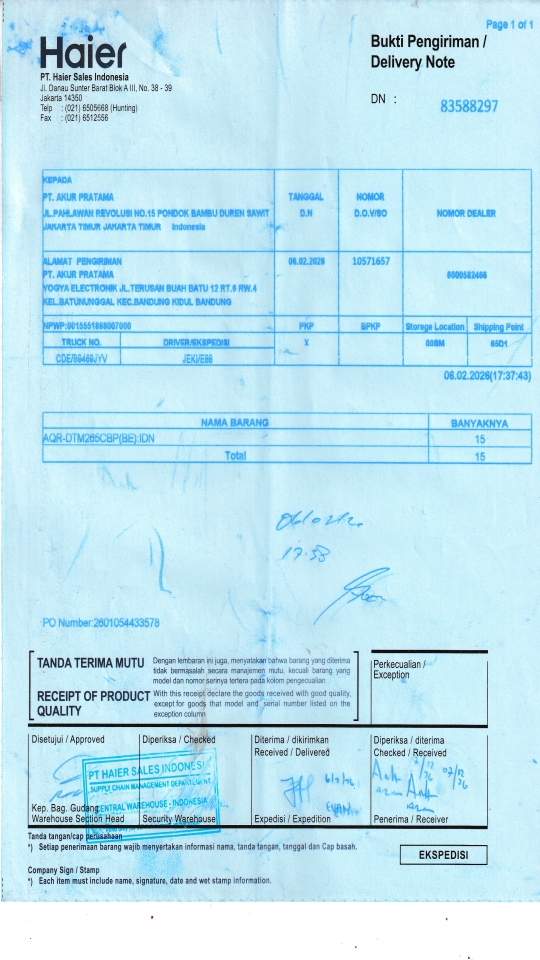 Page 1 of 1
Haier
Bukti Pengiriman /
Delivery Note
PT. Haier Sales Indonesia
Jl. Danau Sunter Barat Blok A III, No. 38 - 39
Jakarta 14350
Telp : (021) 6505668 (Hunting)
Fax : (021) 6512556
DN : 83588297
KEPADA
PT. AKUR PRATAMA
JL.PAHLAWAN REVOLUSI NO.15 PONDOK BAMBU DUREN SAWIT
JAKARTA TIMUR JAKARTA TIMUR Indonesia
TANGGAL
D.N
NOMOR
D.O.V/SO
NOMOR DEALER
ALAMAT PENGIRIMAN
PT. AKUR PRATAMA
YOGYA ELECTRONIK JL.TERUSAN BUAH BATU 12 RT.6 RW.4
KEL.BATUNUNGGAL KEC.BANDUNG KIDUL BANDUNG
06.02.2026
10571657
6000582466
NPWP:0015551898007000
PKP
BPKP
Storage Location
Shipping Point
TRUCK NO.
DRIVER/EKSPEDISI
X
00SM
65D1
JEKI/E88
06.02.2026(17:37:43)
NAMA BARANG
BANYAKNYA
AQR-DTM265CBP(BE):IDN
15
Total
15
17.53
PO Number:2601054433578
TANDA TERIMA MUTU
Dengan lembaran ini juga, menyatakan bahwa barang yang diterima
tidak bermasalah secara manajemen mutu, kecuali barang yang
model dan nomor serinya tertera pada kolom pengecualian
RECEIPT OF PRODUCT
QUALITY
With this receipt declare the goods received with good quality,
except for goods that model and serial number listed on the
exception column
Perkecualian /
Exception
Disetujui / Approved
Diperiksa / Checked
Diterima / dikirimkan
Received / Delivered
Diperiksa / diterima
Checked / Received
PT HAIER SALES INDONESI
SUPPLY CHAIN MANAGEMENT DEPARTEMENT
CENTRAL WAREHOUSE - INDONESIA
Kep. Bag. Gudang
Warehouse Section Head
Security Warehouse
Expedisi / Expedition
Penerima / Receiver
Tanda tangan/cap perusahaan
*) Setiap penerimaan barang wajib menyertakan informasi nama, tanda tangan, tanggal dan Cap basah.
EKSPEDISI
Company Sign / Stamp
*) Each item must include name, signature, date and wet stamp information.